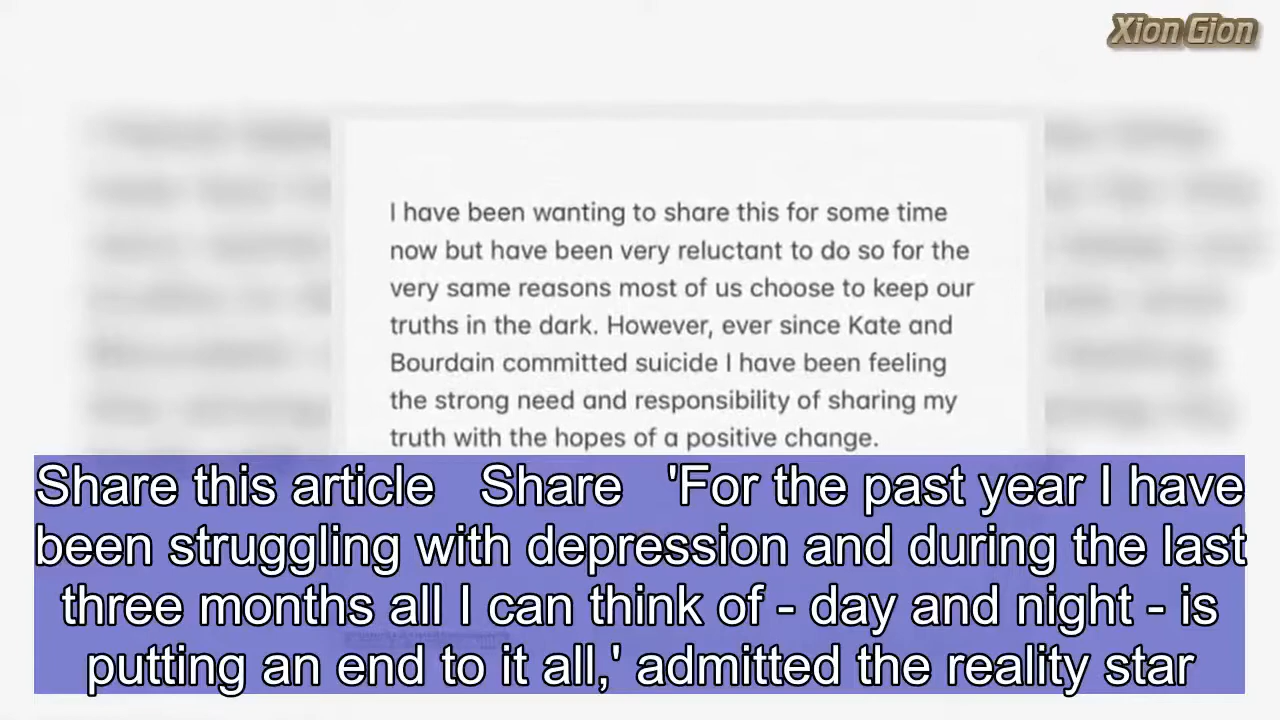 Xion Gion
I have been wanting to share this for some time
now but have been very reluctant to do so for the
very same reasons most of us choose to keep our
truths in the dark. However, ever since Kate and
Bourdain committed suicide I have been feeling
the strong need and responsibility of sharing my
truth with the hopes of a positive change.
Share this article Share 'For the past year I have
been struggling with depression and during the last
three months all I can think of - day and night - is
putting an end to it all,' admitted the reality star